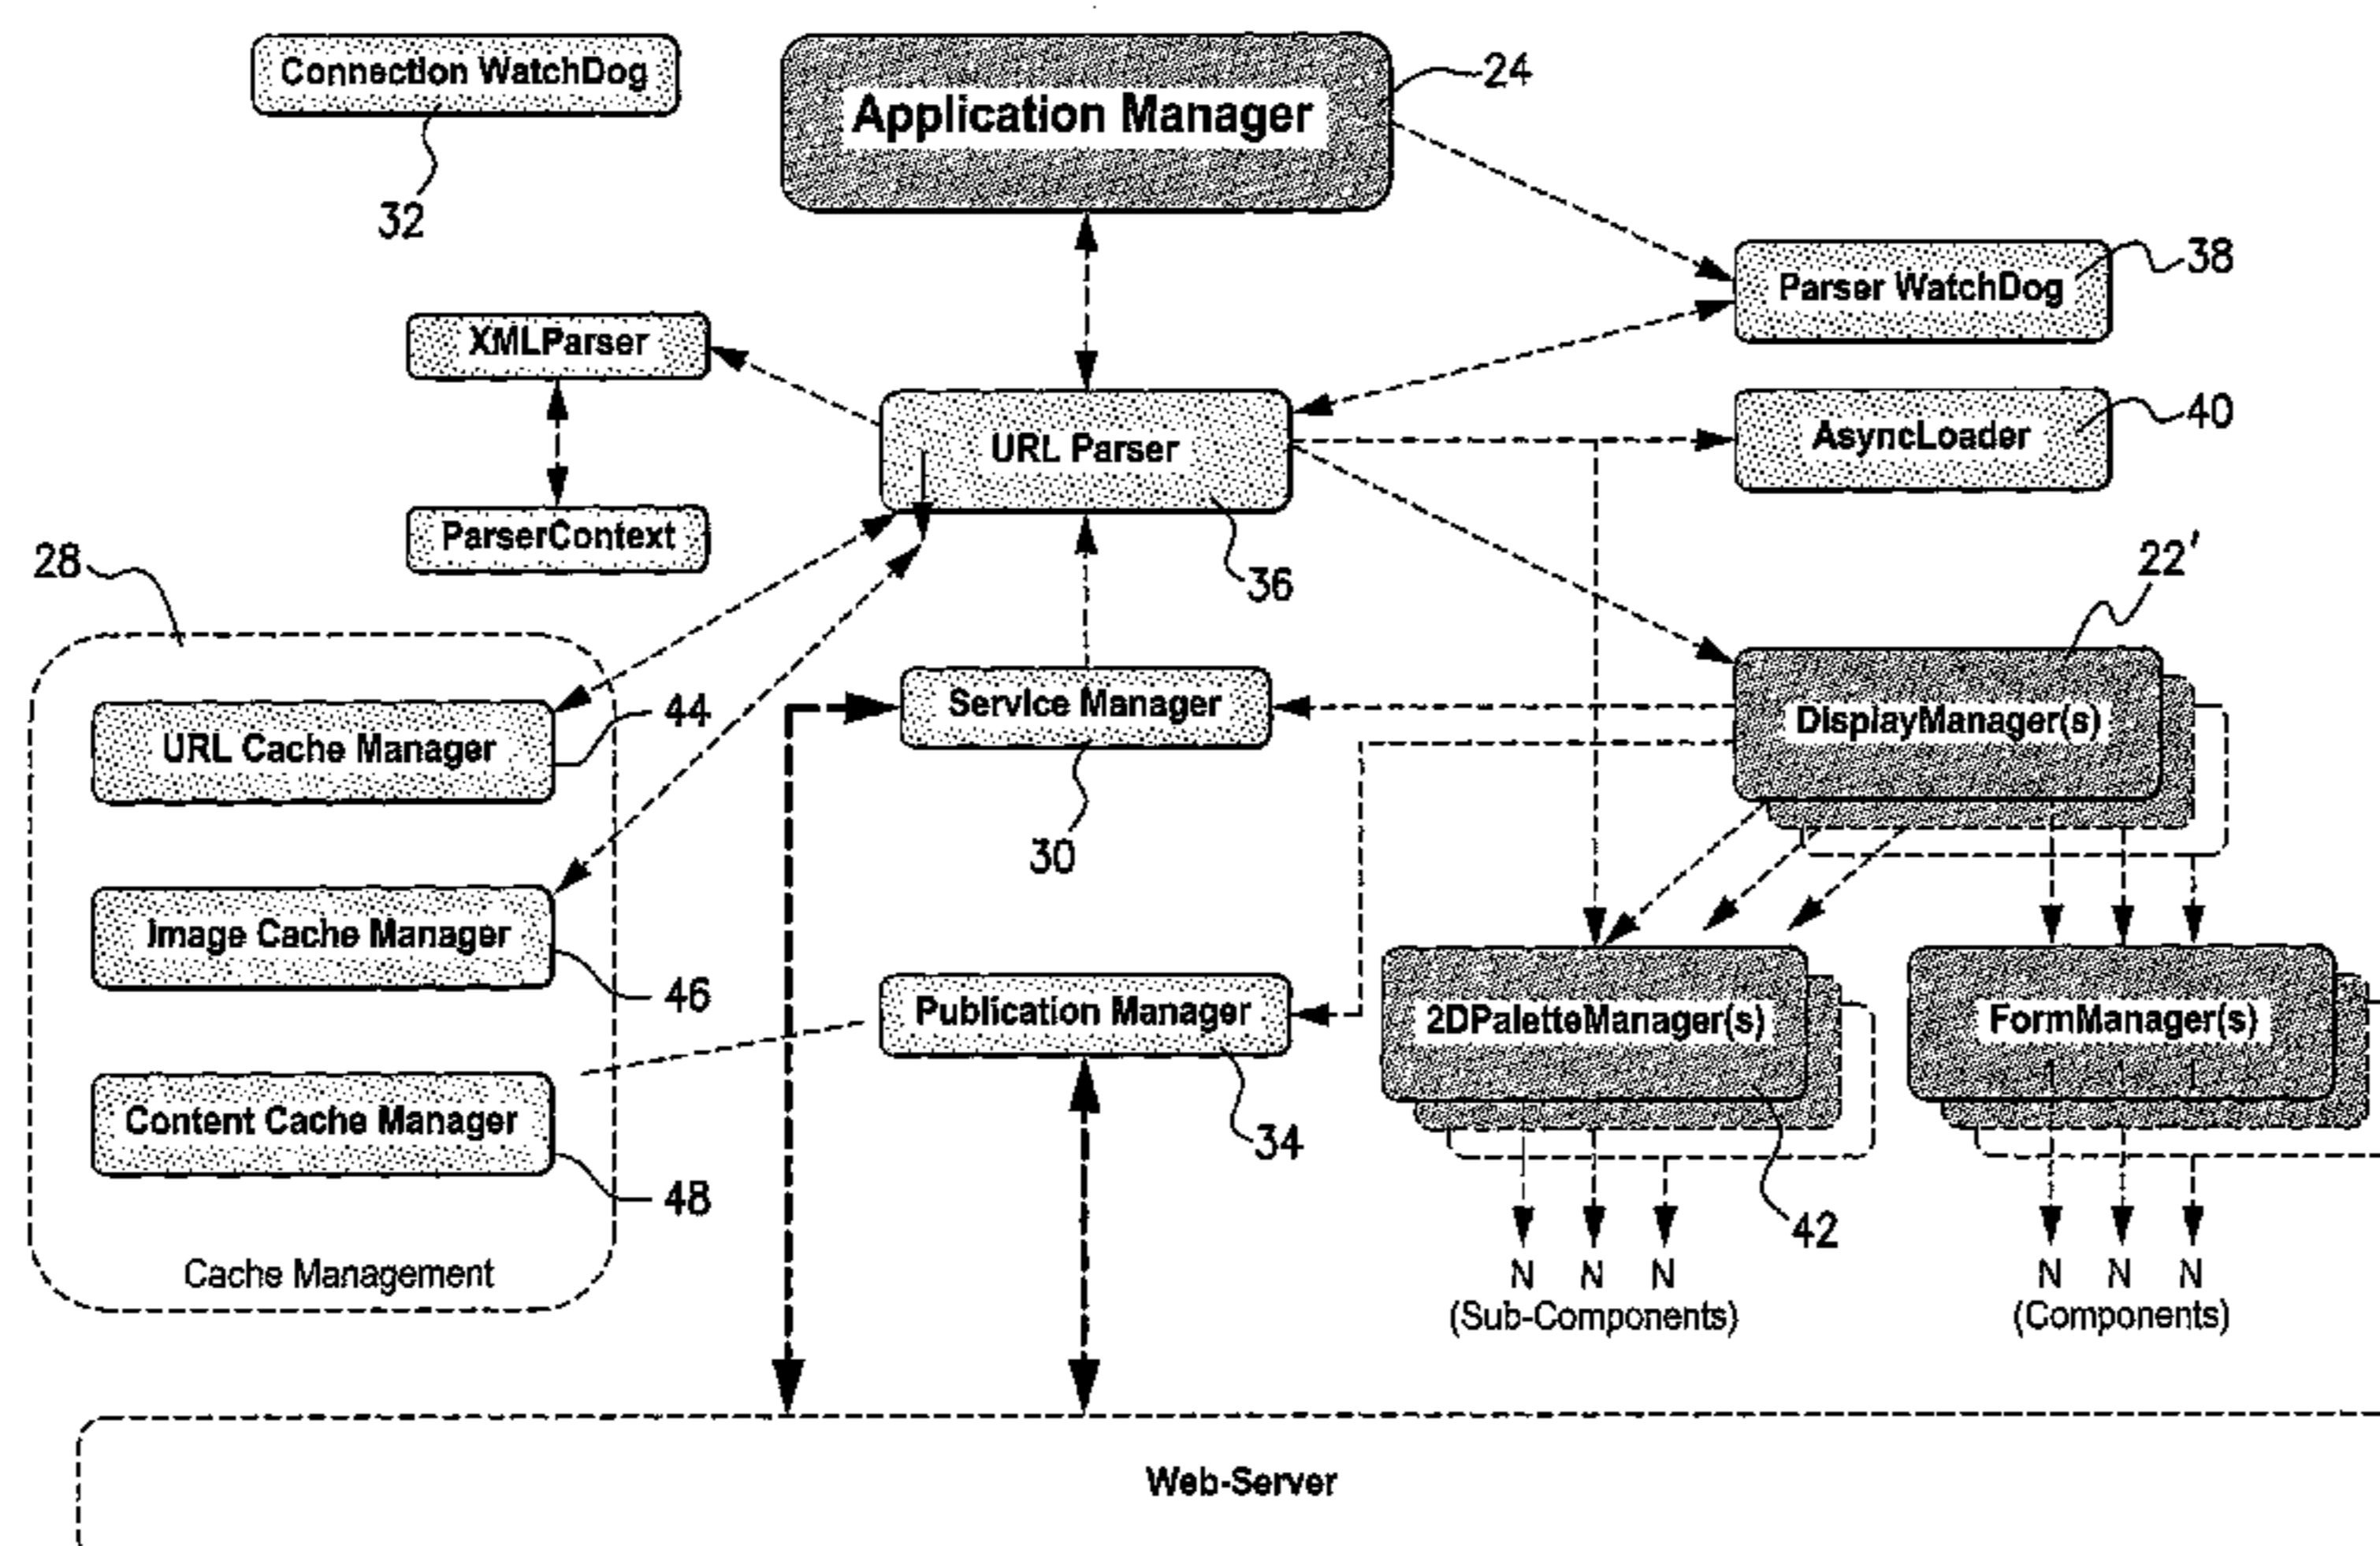 Connection WatchDog
32
Application Manager
24
Parser WatchDog
38
XMLParser
URL Parser
36
AsyncLoader
40
ParserContext
28
22'
Service Manager
30
DisplayManager(s)
URL Cache Manager
44
Image Cache Manager
46
Publication Manager
34
2DPaletteManager(s)
42
FormManager(s)
Content Cache Manager
48
Cache Management
N N N
(Sub-Components)
N N N
(Components)
Web-Server